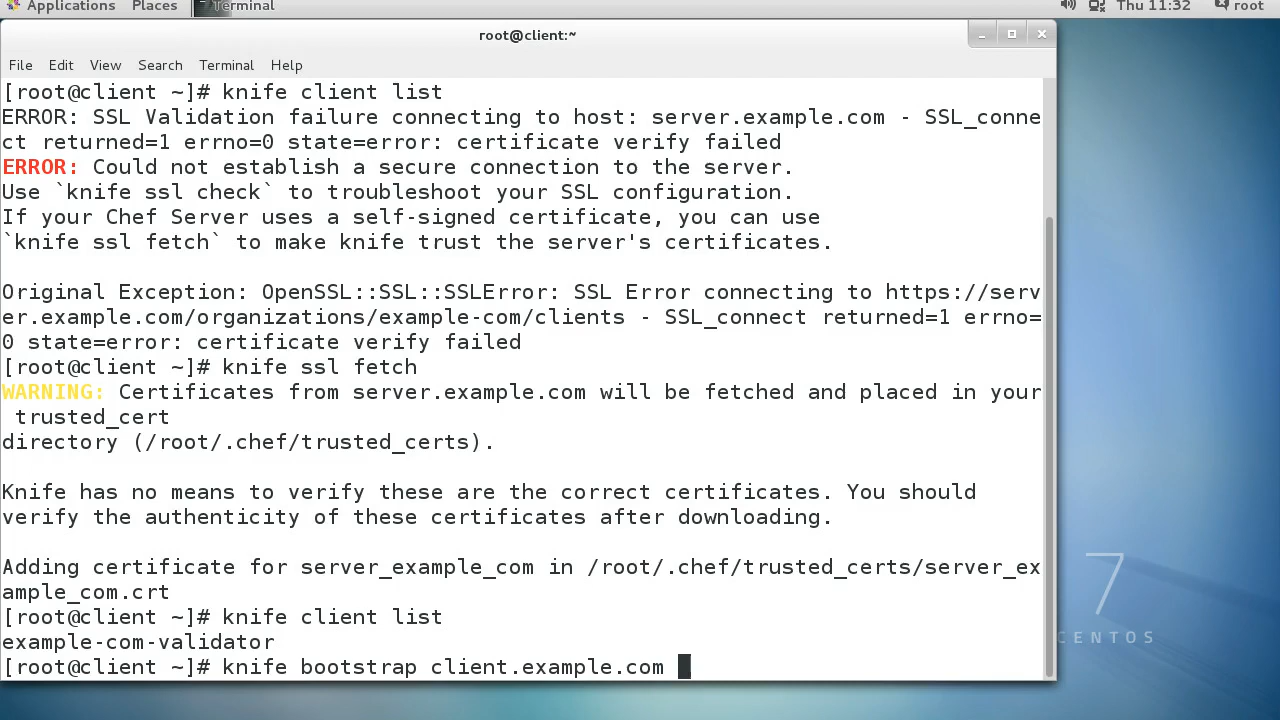 Applications Places Terminal Thu 11:32 root
root@client:~
File Edit View Search Terminal Help
[root@client ~]# knife client list
ERROR: SSL Validation failure connecting to host: server.example.com - SSL_conne
ct returned=1 errno=0 state=error: certificate verify failed
ERROR: Could not establish a secure connection to the server.
Use `knife ssl check` to troubleshoot your SSL configuration.
If your Chef Server uses a self-signed certificate, you can use
`knife ssl fetch` to make knife trust the server's certificates.
Original Exception: OpenSSL::SSL::SSLError: SSL Error connecting to https://serv
er.example.com/organizations/example-com/clients - SSL_connect returned=1 errno=
0 state=error: certificate verify failed
[root@client ~]# knife ssl fetch
WARNING: Certificates from server.example.com will be fetched and placed in your
 trusted_cert
directory (/root/.chef/trusted_certs).
Knife has no means to verify these are the correct certificates. You should
verify the authenticity of these certificates after downloading.
Adding certificate for server_example_com in /root/.chef/trusted_certs/server_ex
ample_com.crt
[root@client ~]# knife client list
example-com-validator
[root@client ~]# knife bootstrap client.example.com
7
CENTOS